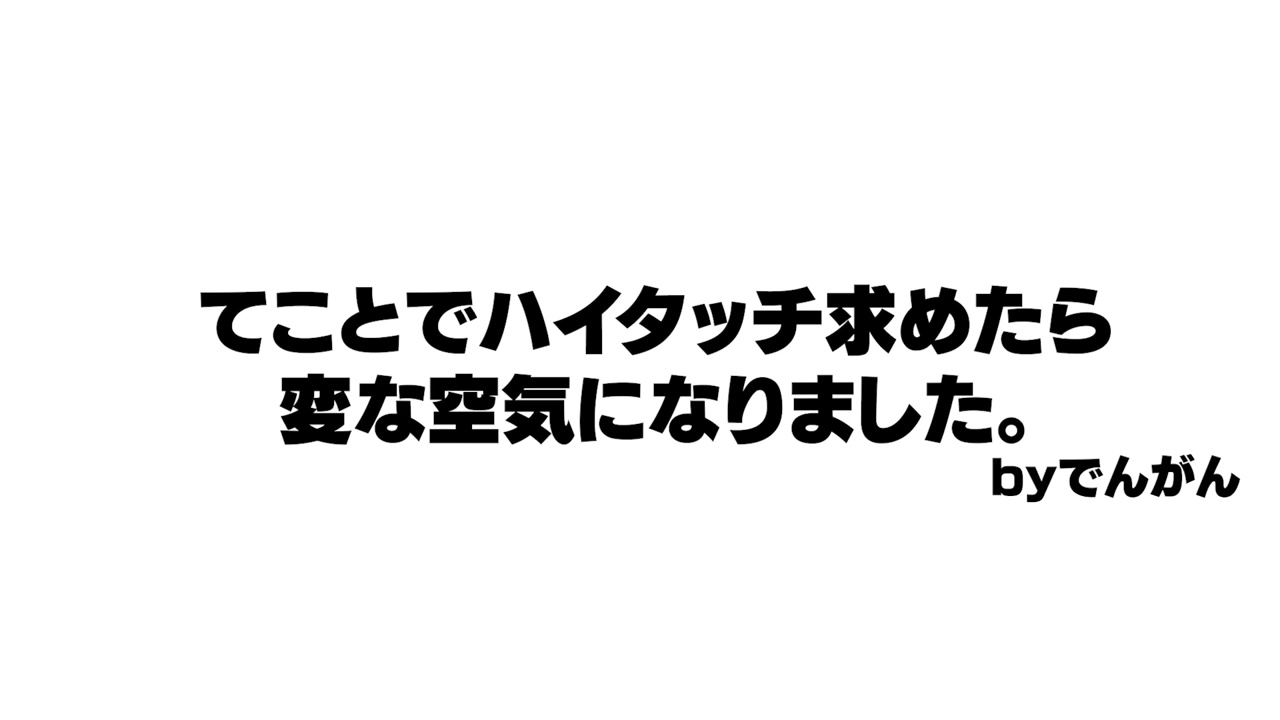 てことでハイタッチ求めたら
変な空気になりました。
byでんがん